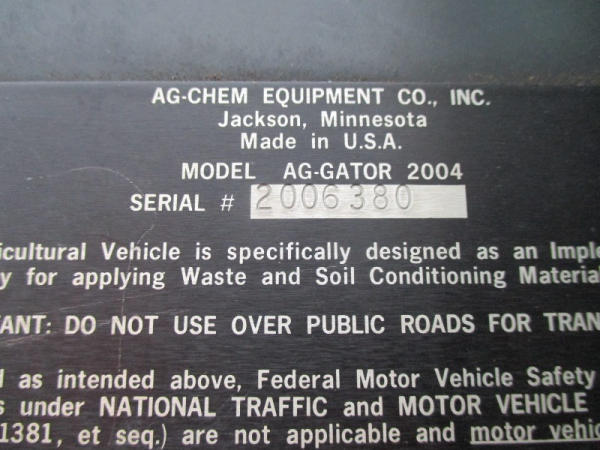 AG-CHEM EQUIPMENT CO., INC.
Jackson, Minnesota
Made in U.S.A.
MODEL AG-GATOR 2004
SERIAL # 2006380
icultural Vehicle is specifically designed as an Imple
y for applying Waste and Soil Conditioning Material
TANT: DO NOT USE OVER PUBLIC ROADS FOR TRAN
as intended above, Federal Motor Vehicle Safety
s under NATIONAL TRAFFIC and MOTOR VEHICLE
1381, et seq.) are not applicable and motor vehic